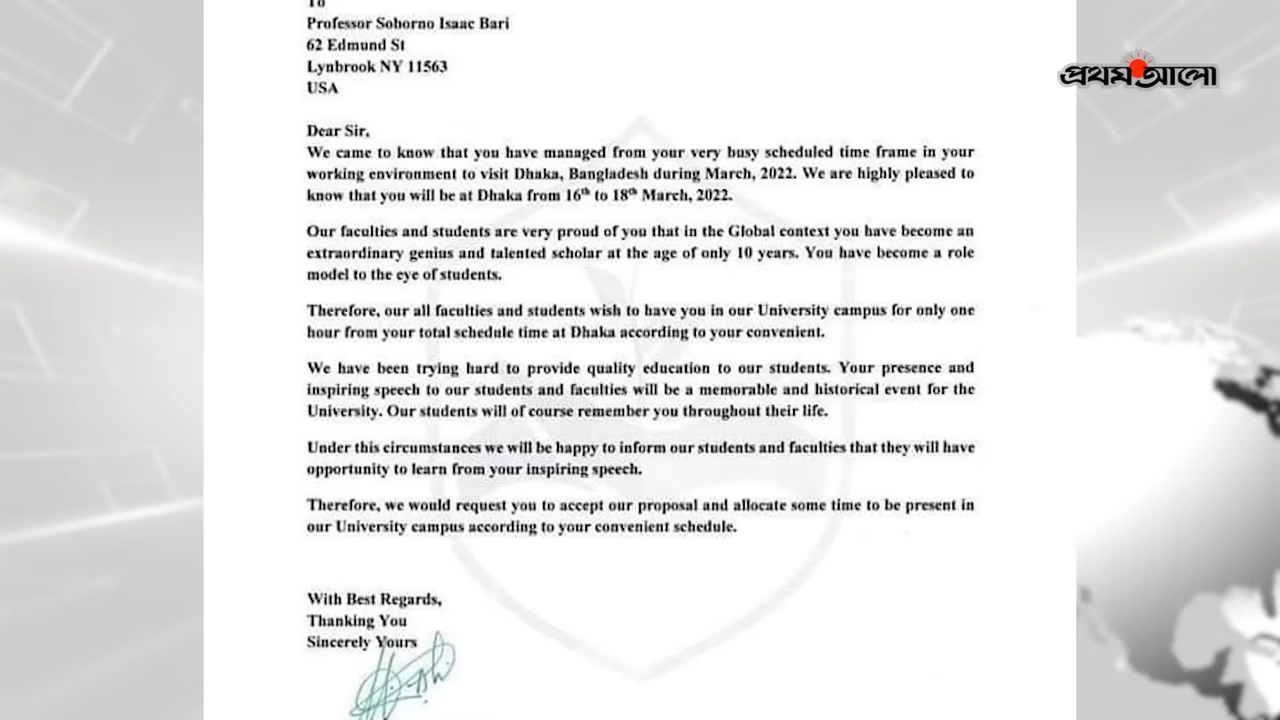 To
Professor Soborno Isaac Bari
62 Edmund St
Lynbrook NY 11563
USA
প্রথম আলো
Dear Sir,
We came to know that you have managed from your very busy scheduled time frame in your
working environment to visit Dhaka, Bangladesh during March, 2022. We are highly pleased to
know that you will be at Dhaka from 16th to 18th March, 2022.
Our faculties and students are very proud of you that in the Global context you have become an
extraordinary genius and talented scholar at the age of only 10 years. You have become a role
model to the eye of students.
Therefore, our all faculties and students wish to have you in our University campus for only one
hour from your total schedule time at Dhaka according to your convenient.
We have been trying hard to provide quality education to our students. Your presence and
inspiring speech to our students and faculties will be a memorable and historical event for the
University. Our students will of course remember you throughout their life.
Under this circumstances we will be happy to inform our students and faculties that they will have
opportunity to learn from your inspiring speech.
Therefore, we would request you to accept our proposal and allocate some time to be present in
our University campus according to your convenient schedule.
With Best Regards,
Thanking You
Sincerely Yours